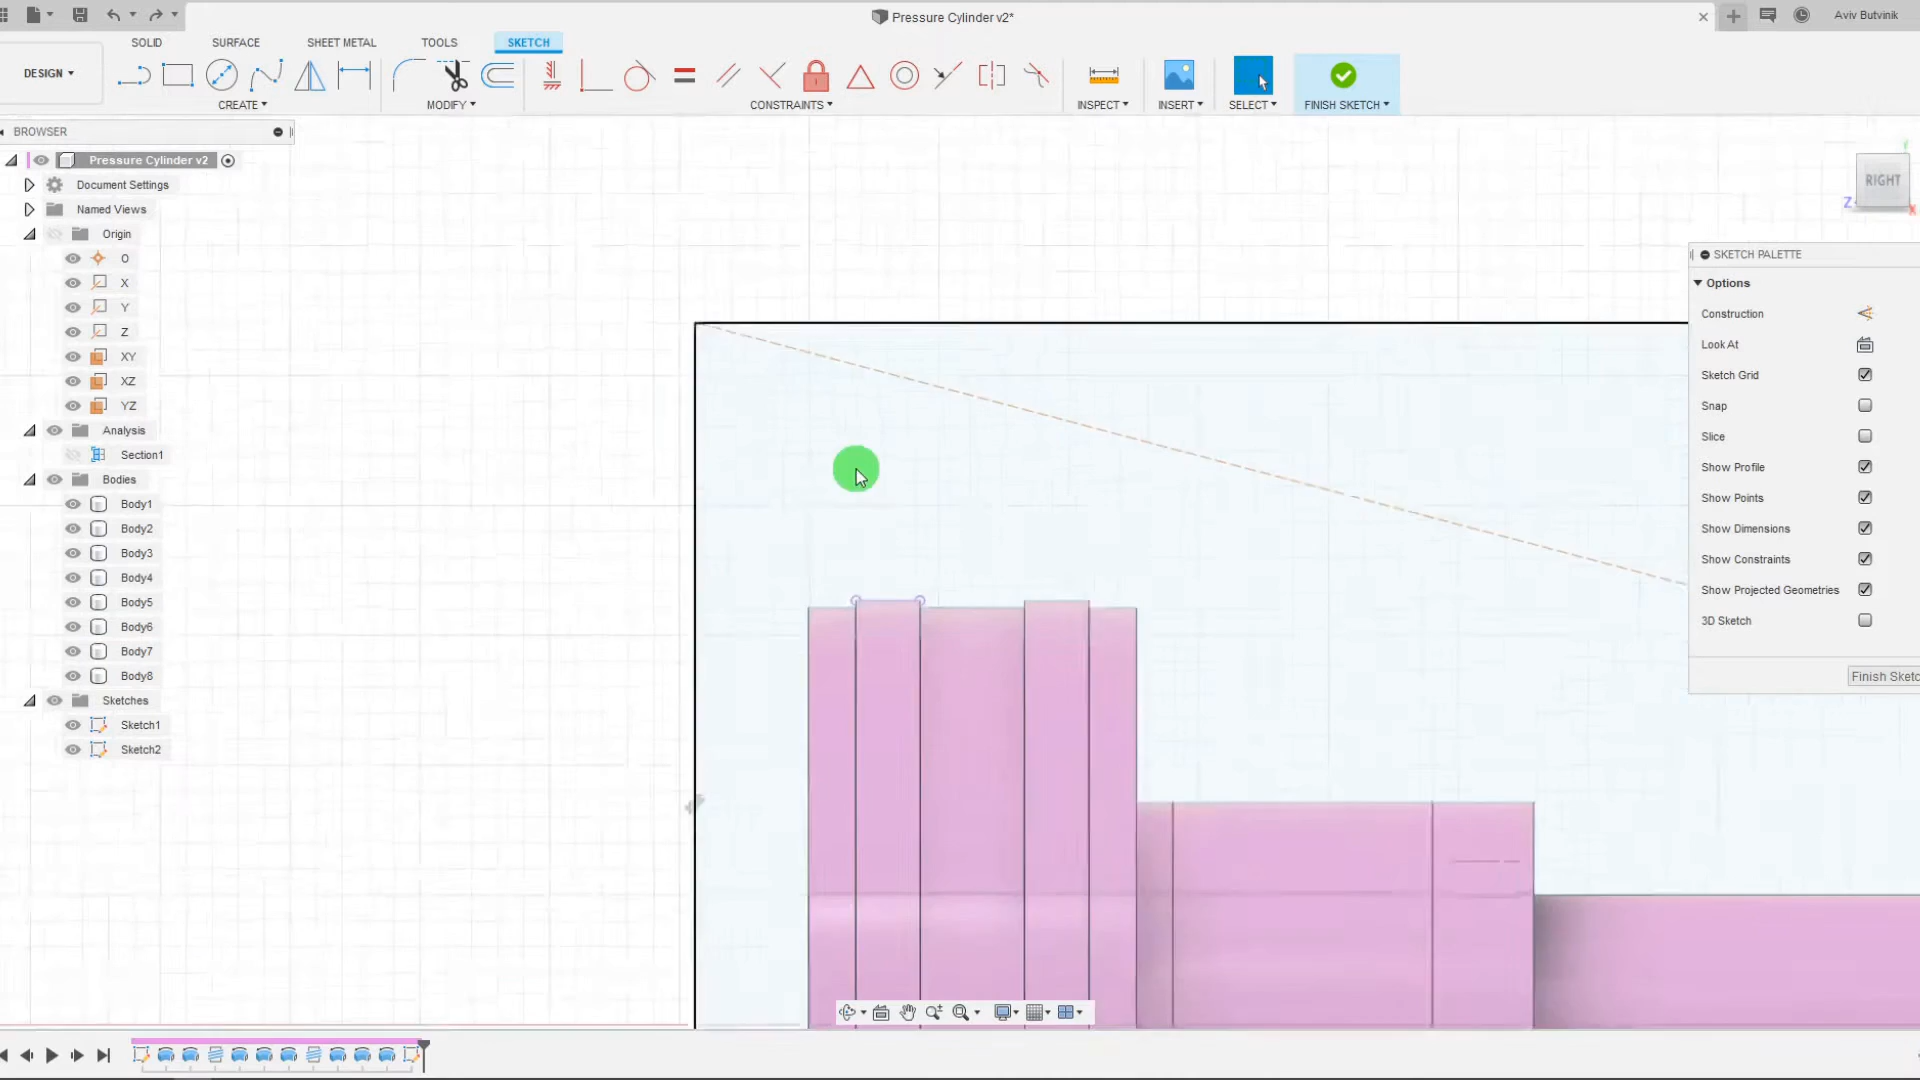 Pressure Cylinder v2*
Aviv Butvinik
SOLID SURFACE SHEET METAL TOOLS SKETCH
DESIGN ▾
CREATE ▾ MODIFY ▾ CONSTRAINTS ▾ INSPECT ▾ INSERT ▾ SELECT ▾ FINISH SKETCH ▾
BROWSER
Pressure Cylinder v2
Document Settings
Named Views
Origin
O
X
Y
Z
XY
XZ
YZ
Analysis
Section1
Bodies
Body1
Body2
Body3
Body4
Body5
Body6
Body7
Body8
Sketches
Sketch1
Sketch2
RIGHT
Z
X
SKETCH PALETTE
Options
Construction
Look At
Sketch Grid
Snap
Slice
Show Profile
Show Points
Show Dimensions
Show Constraints
Show Projected Geometries
3D Sketch
Finish Sketc